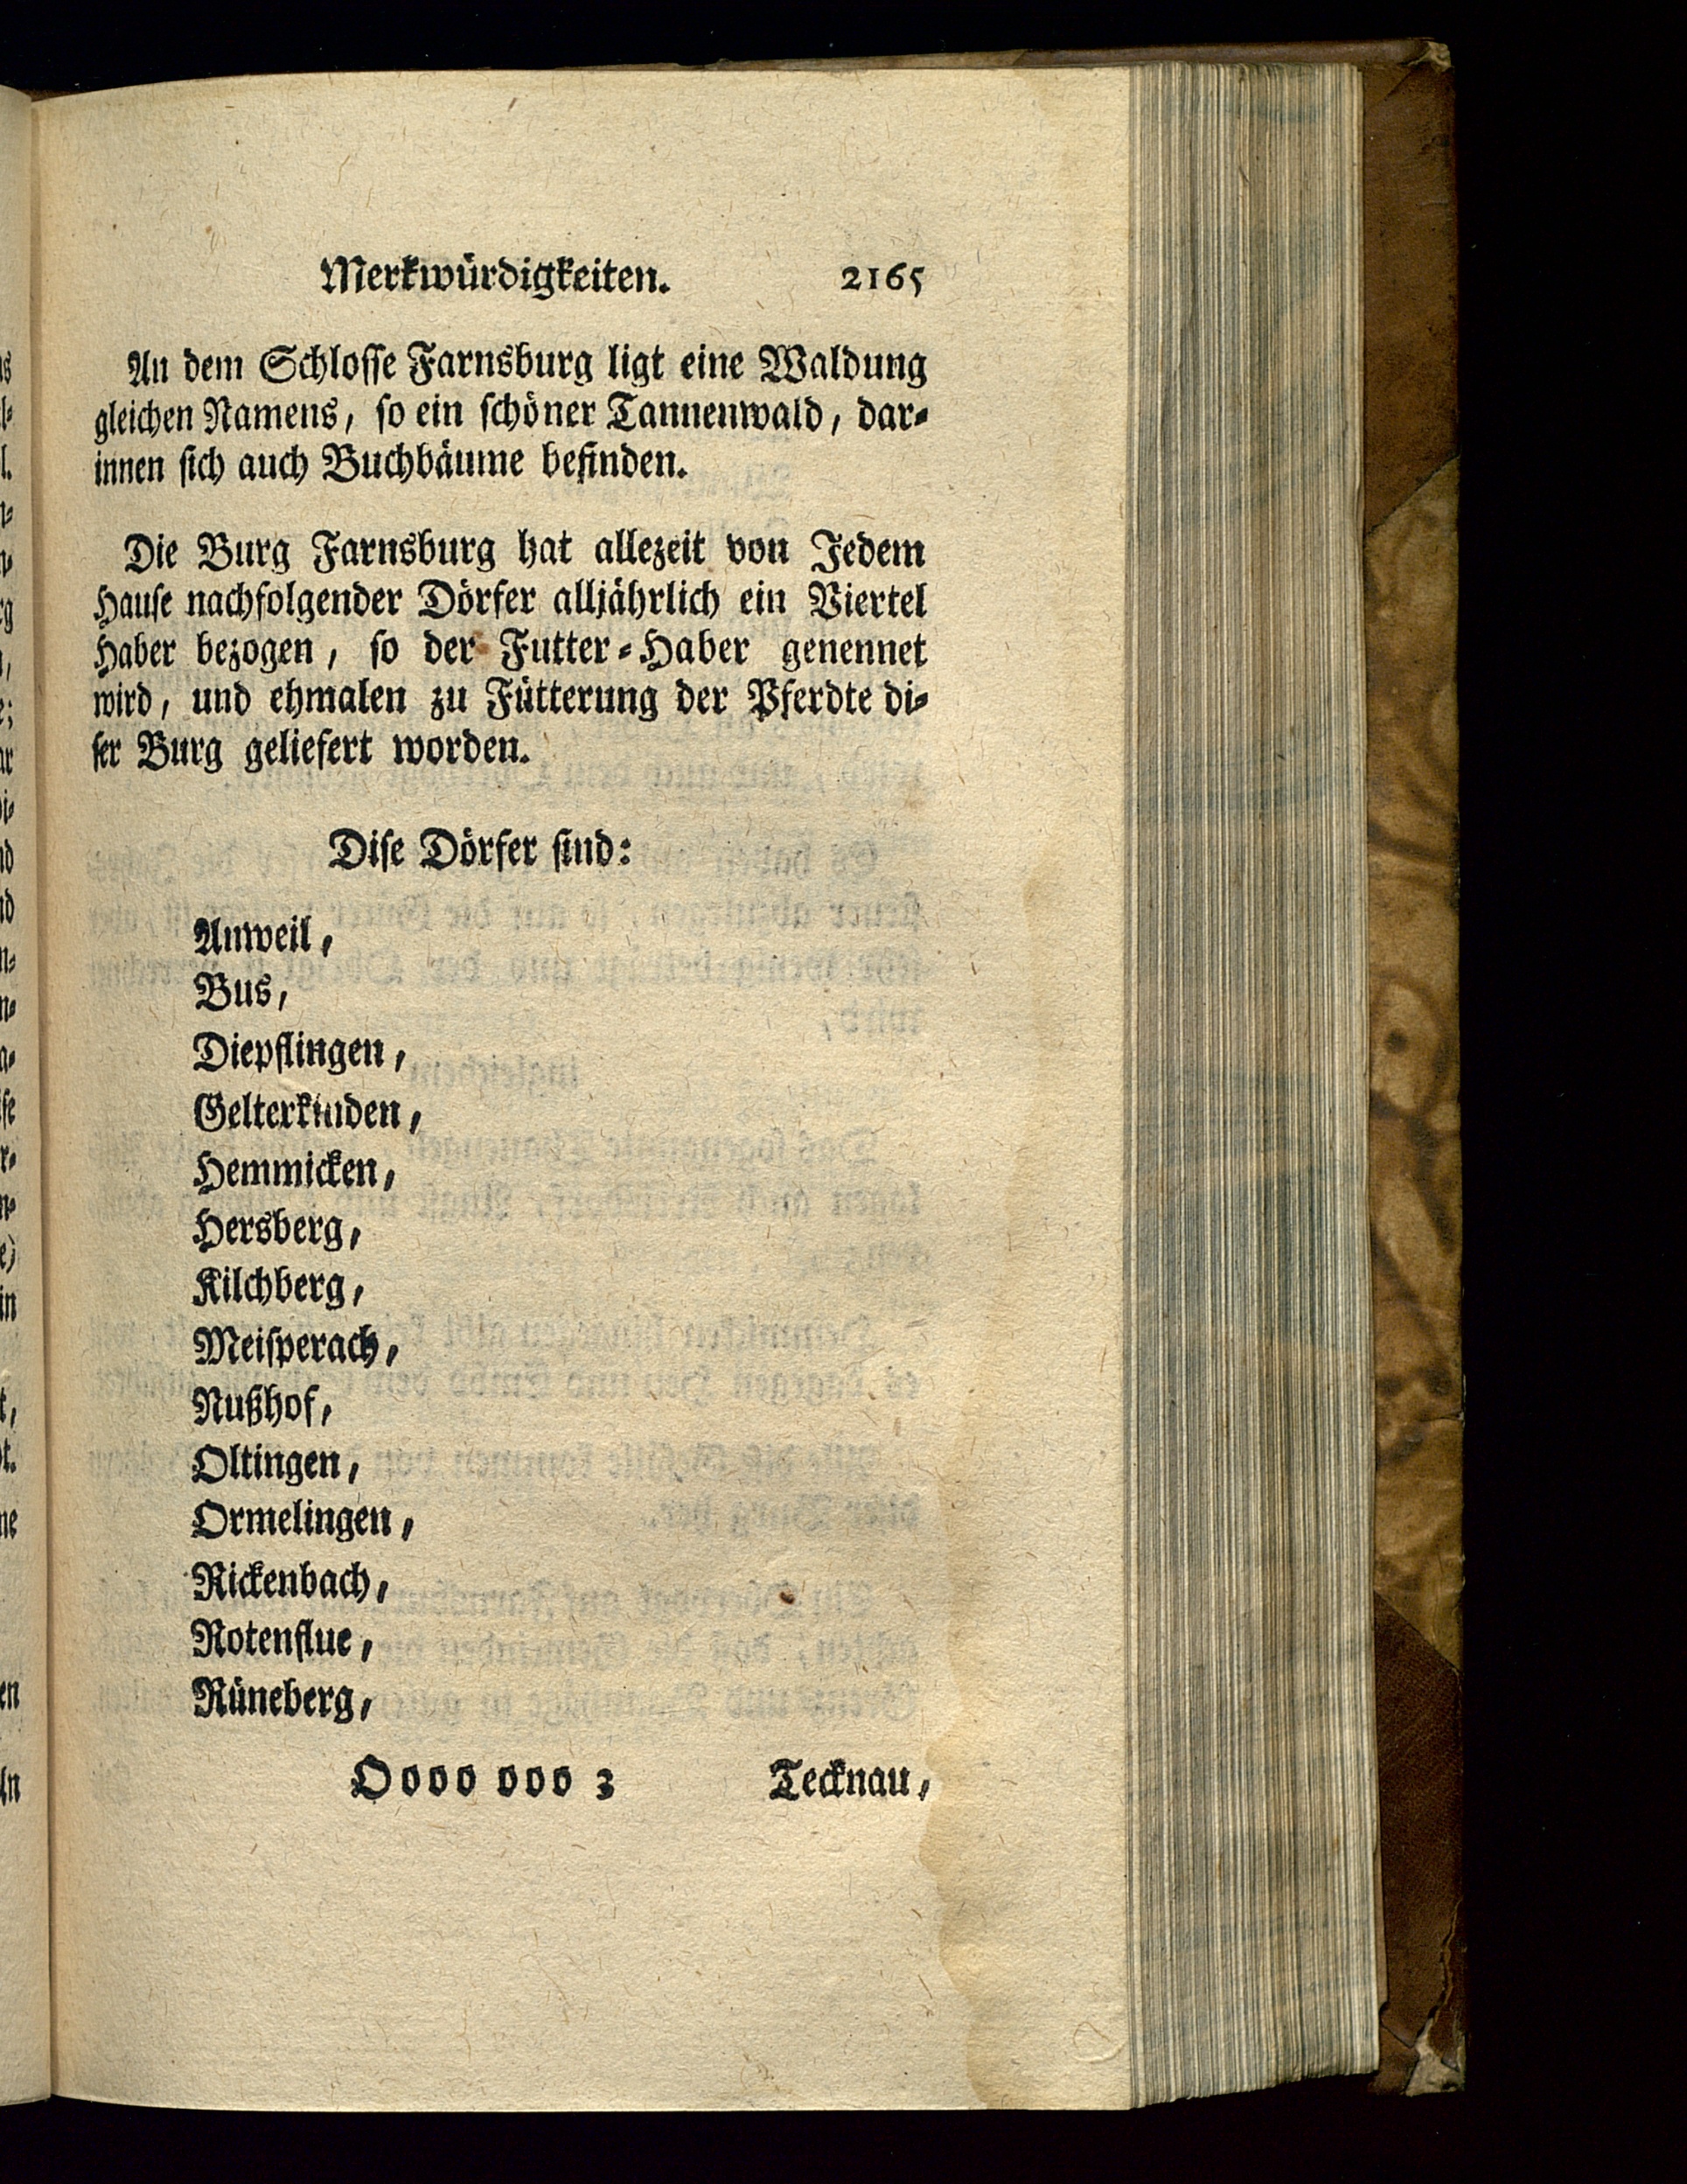 Merkwürdigkeiten. 2165
An dem Schlosse Farnsburg ligt eine Waldung
gleichen Namens, so ein schöner Tannenwald, dar-
innen sich auch Buchbäume befinden.
Die Burg Farnsburg hat allezeit von Jedem
Hause nachfolgender Dörfer alljährlich ein Viertel
Haber bezogen, so der Futter-Haber genennet
wird, und ehmalen zu Fütterung der Pferdte di-
ser Burg geliefert worden.
Dise Dörfer sind:
Anweil,
Bus,
Diepflingen,
Gelterkinden,
Hemmicken,
Hersberg,
Kilchberg,
Meisperach,
Nußhof,
Oltingen,
Ormelingen,
Rickenbach,
Rotenflue,
Rüneberg,
Oooo ooo 3 Tecknau,